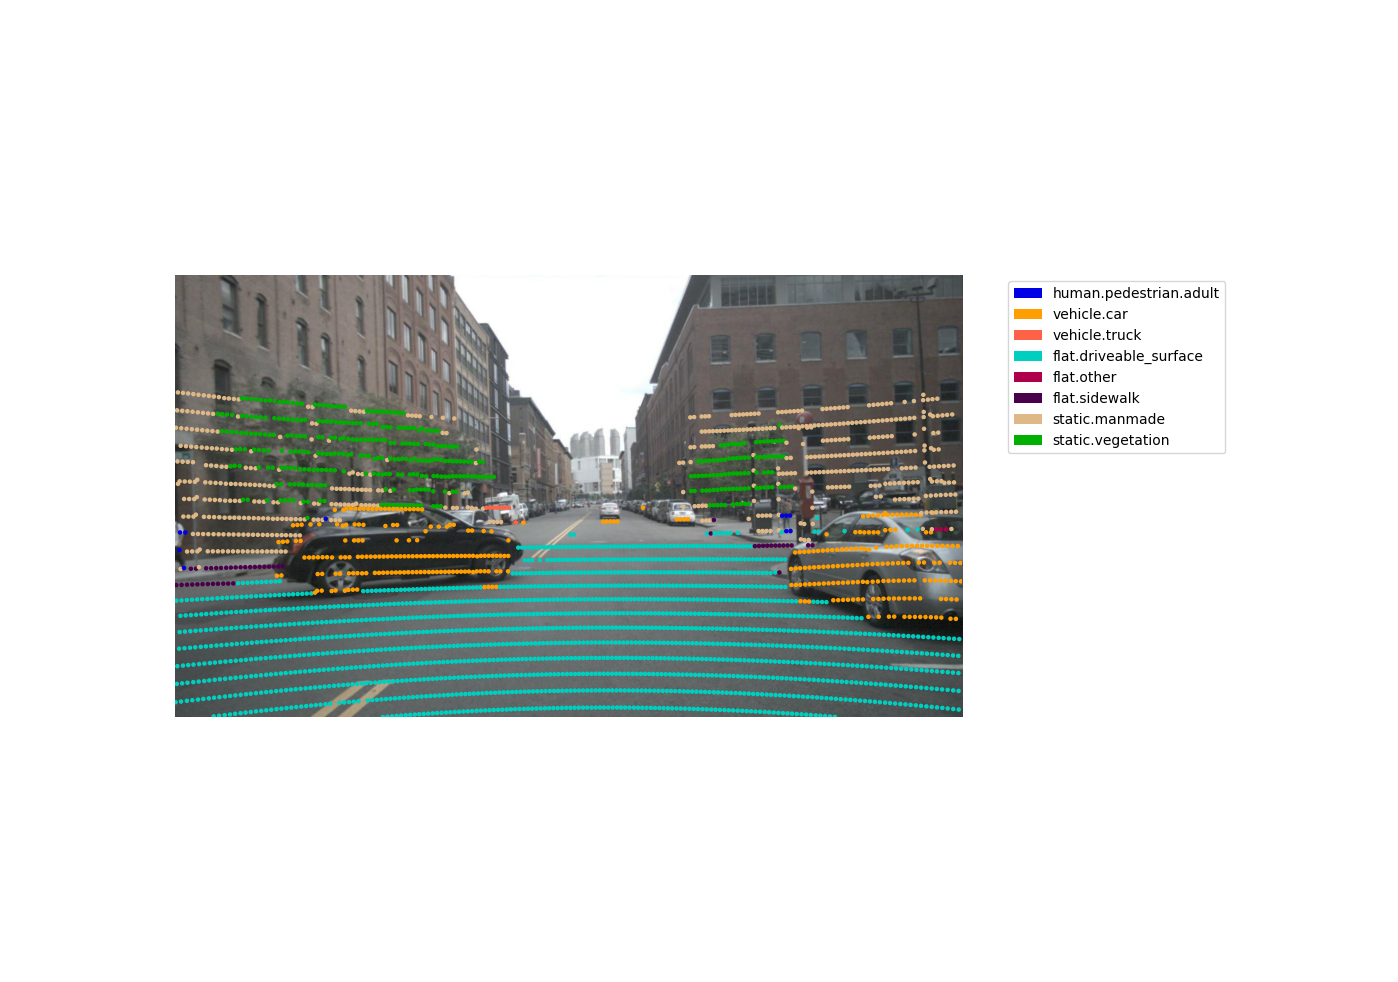 human.pedestrian.adult
vehicle.car
vehicle.truck
flat.driveable_surface
flat.other
flat.sidewalk
static.manmade
static.vegetation